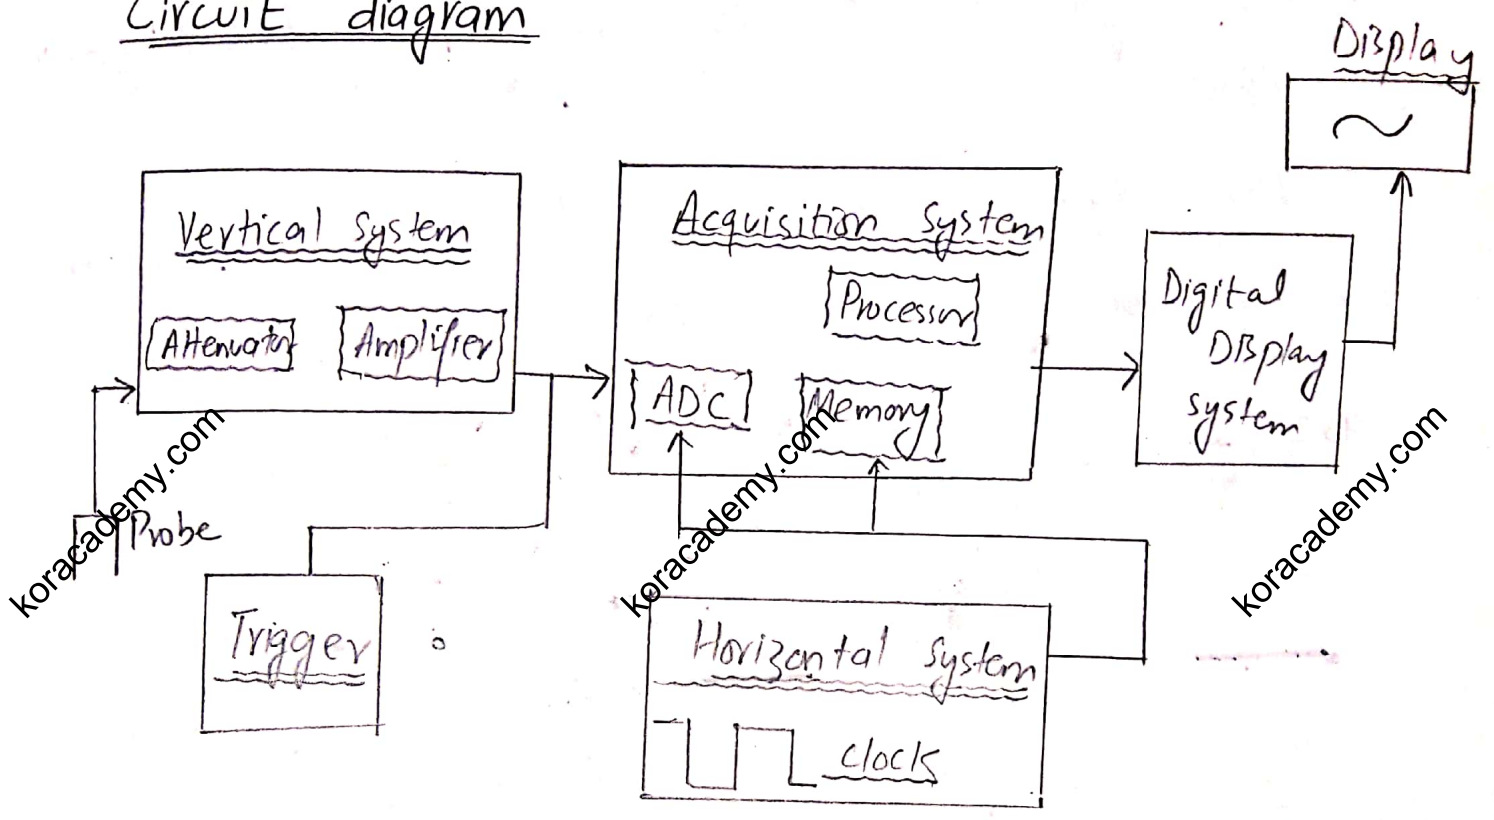 Circuit diagram
Display
Vertical System
Attenuator
Amplifier
Acquisition System
Processor
ADC
Memory
Digital
Display
System
Probe
Trigger
Horizontal System
Clock
koracademy.com
koracademy.com
koracademy.com